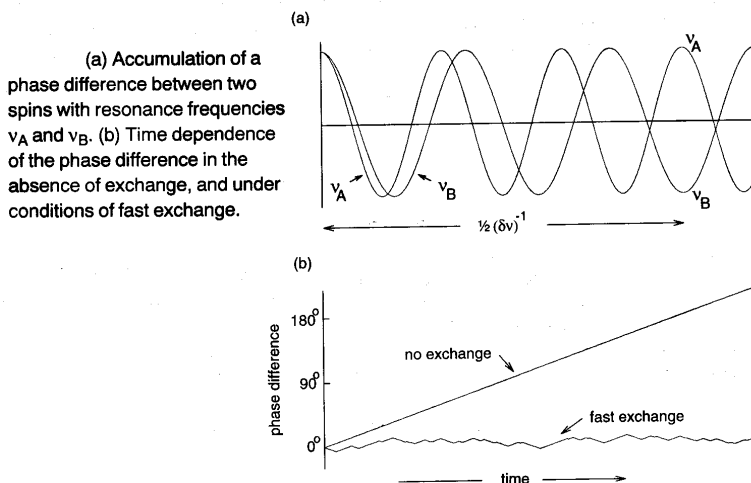 (a) Accumulation of a
phase difference between two
spins with resonance frequencies
νA and νB. (b) Time dependence
of the phase difference in the
absence of exchange, and under
conditions of fast exchange.
(a)
νA
νA
νB
νB
½ (δν)⁻¹
(b)
180°
90°
0°
phase difference
no exchange
fast exchange
time